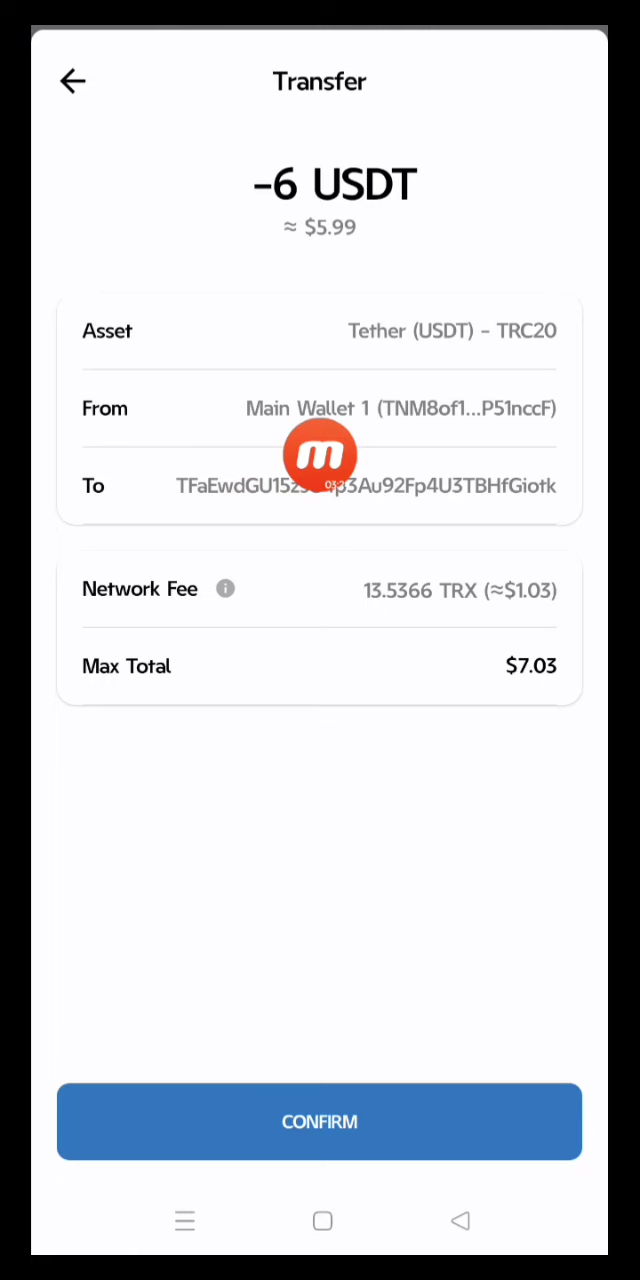 Transfer
-6 USDT
≈ $5.99
Asset Tether (USDT) - TRC20
From Main Wallet 1 (TNM8of1...P51nccF)
m
To
Network Fee i 13.5366 TRX (≈$1.03)
Max Total $7.03
CONFIRM